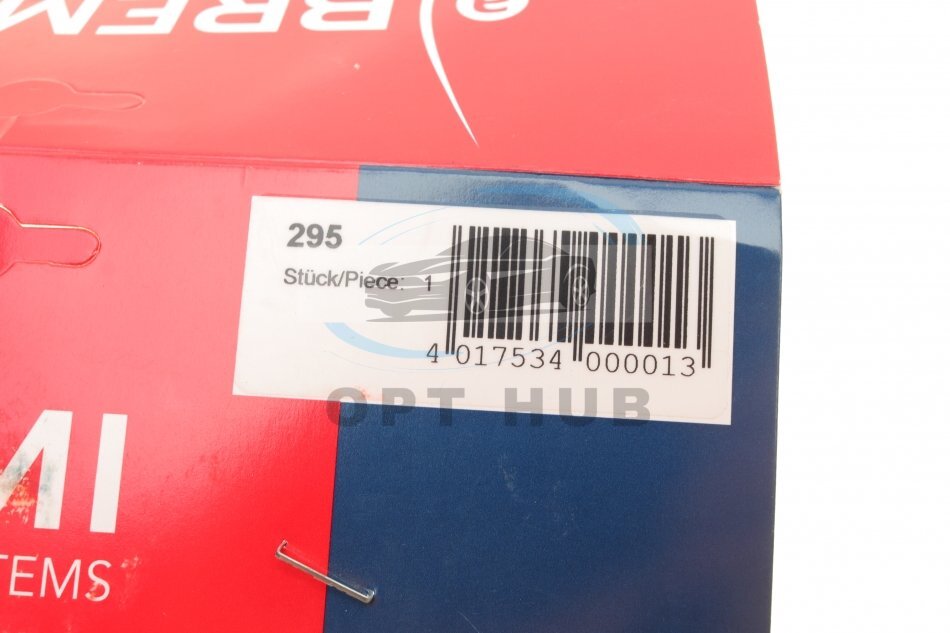 BREM
295
Stück/Piece: 1
4 017534 000013
OPT HUB
MI
TEMS